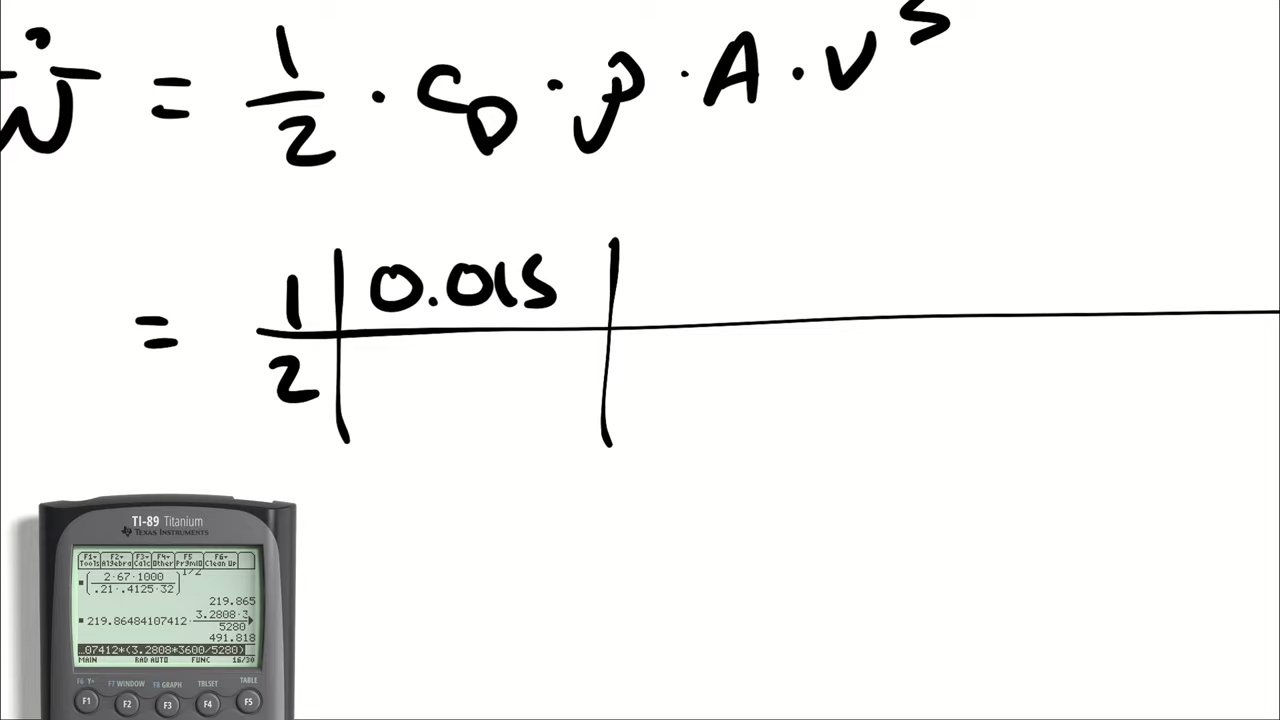 Ẇ = 1/2 · C_D · ρ · A · V³
= 1/2 | 0.015 |
TI-89 Titanium
TEXAS INSTRUMENTS
F1▾ Tools F2▾ Algebra F3▾ Calc F4▾ Other F5 PrgmIO F6▾ Clean Up
(2·67·1000 / .21·.4125·32)^1/2
219.865
219.86484107412 · 3.2808·3▸ / 5280
491.818
…07412*(3.2808*3600/5280)
MAIN RAD AUTO FUNC 16/30
F6 Y= F7 WINDOW F8 GRAPH TBLSET TABLE
F1 F2 F3 F4 F5